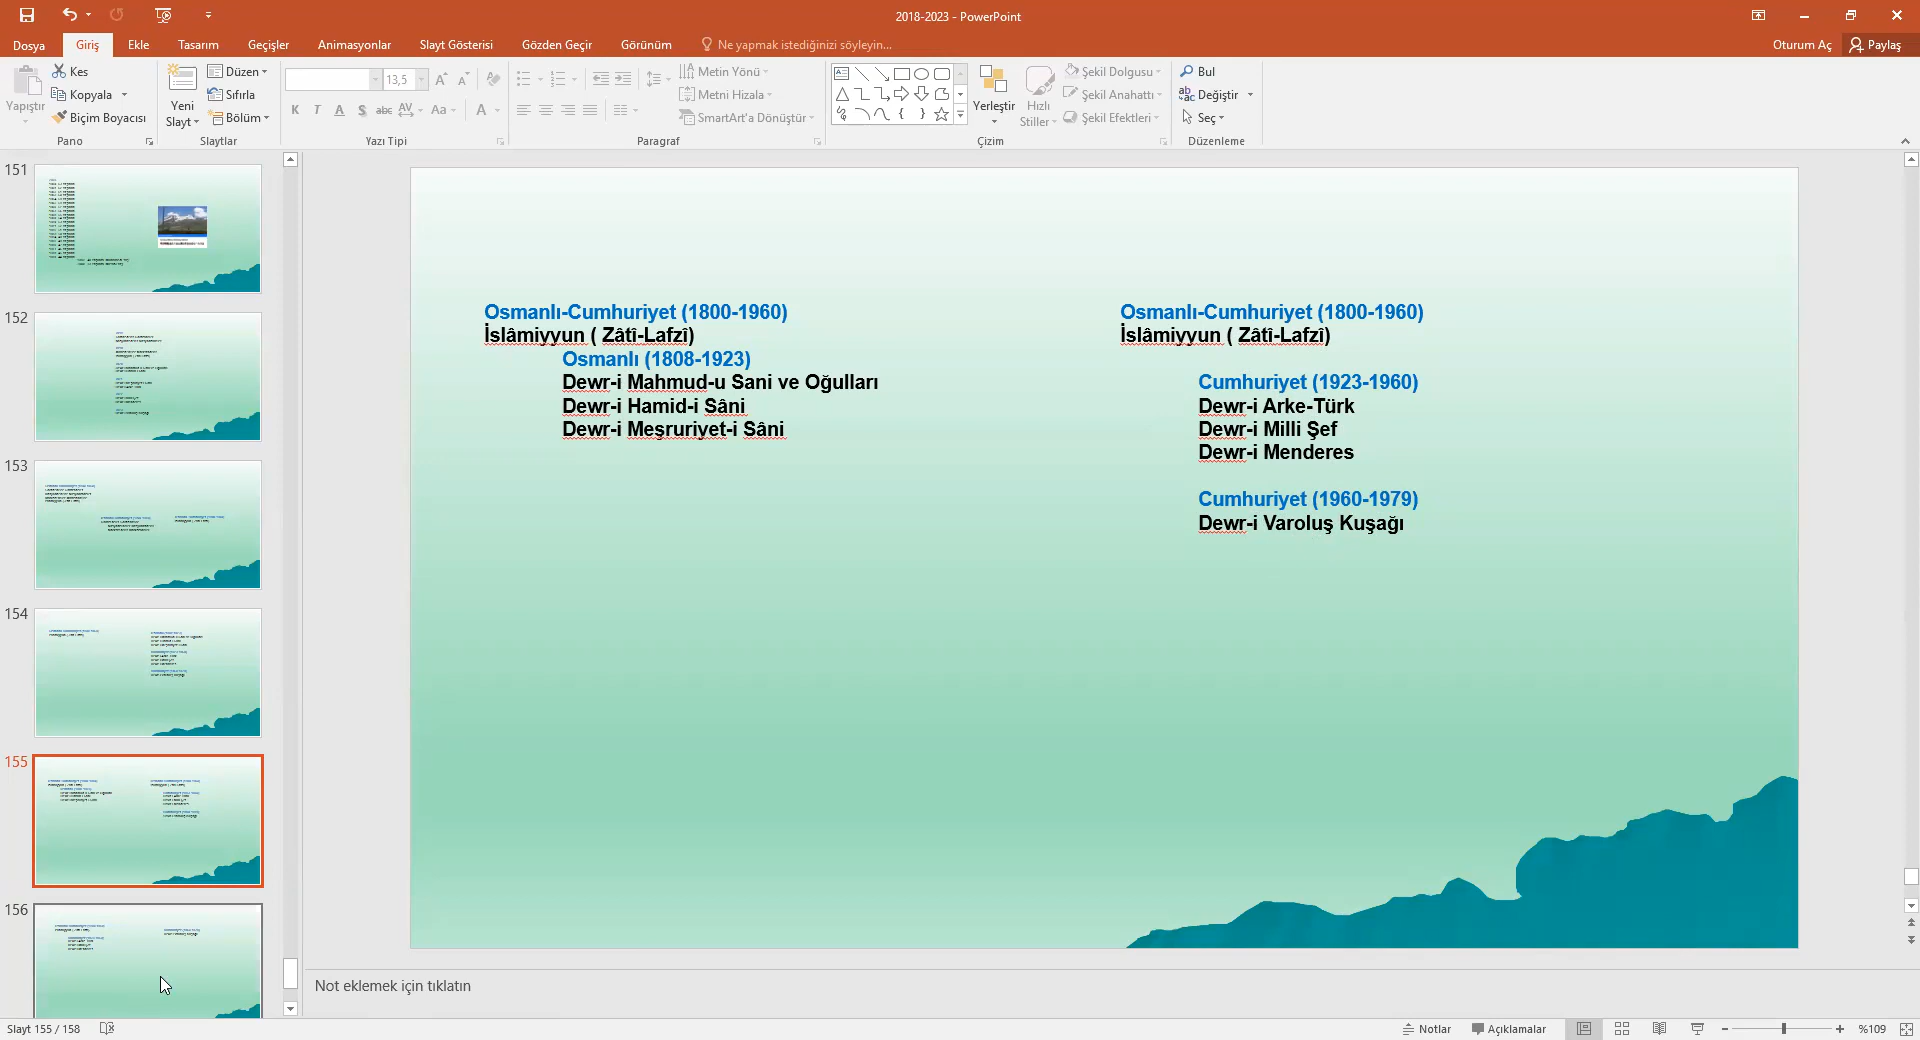 2018-2023 - PowerPoint
Dosya Giriş Ekle Tasarım Geçişler Animasyonlar Slayt Gösterisi Gözden Geçir Görünüm Ne yapmak istediğinizi söyleyin... Oturum Aç Paylaş
Yapıştır
Kes
Kopyala
Biçim Boyacısı
Pano
Yeni Slayt
Düzen
Sıfırla
Bölüm
Slaytlar
13,5
K T A S abc AV Aa A
Yazı Tipi
Metin Yönü
Metni Hizala
SmartArt'a Dönüştür
Paragraf
Yerleştir
Hızlı Stiller
Şekil Dolgusu
Şekil Anahattı
Şekil Efektleri
Çizim
Bul
Değiştir
Seç
Düzenleme
151
152
153
154
155
156
Osmanlı-Cumhuriyet (1800-1960)
İslâmiyyun ( Zâtî-Lafzî)
Osmanlı (1808-1923)
Dewr-i Mahmud-u Sani ve Oğulları
Dewr-i Hamid-i Sâni
Dewr-i Meşruriyet-i Sâni
Osmanlı-Cumhuriyet (1800-1960)
İslâmiyyun ( Zâtî-Lafzî)
Cumhuriyet (1923-1960)
Dewr-i Arke-Türk
Dewr-i Milli Şef
Dewr-i Menderes
Cumhuriyet (1960-1979)
Dewr-i Varoluş Kuşağı
Not eklemek için tıklatın
Slayt 155 / 158
Notlar Açıklamalar %109